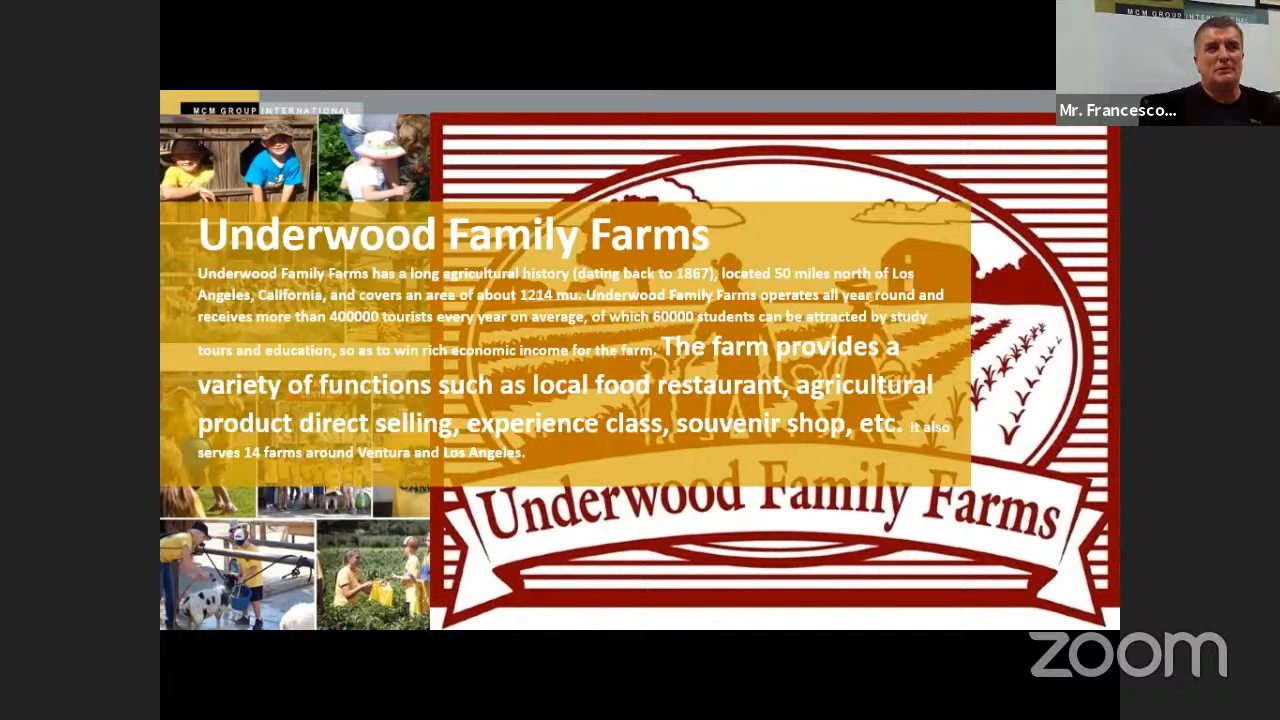 MCM GROUP INTERNATIONAL
MCM GROUP INTERNATIONAL
Mr. Francesco...
Underwood Family Farms
Underwood Family Farms has a long agricultural history (dating back to 1867), located 50 miles north of Los
Angeles, California, and covers an area of about 1214 mu. Underwood Family Farms operates all year round and
receives more than 400000 tourists every year on average, of which 60000 students can be attracted by study
tours and education, so as to win rich economic income for the farm. The farm provides a
variety of functions such as local food restaurant, agricultural
product direct selling, experience class, souvenir shop, etc. it also
serves 14 farms around Ventura and Los Angeles.
Underwood Family Farms
zoom